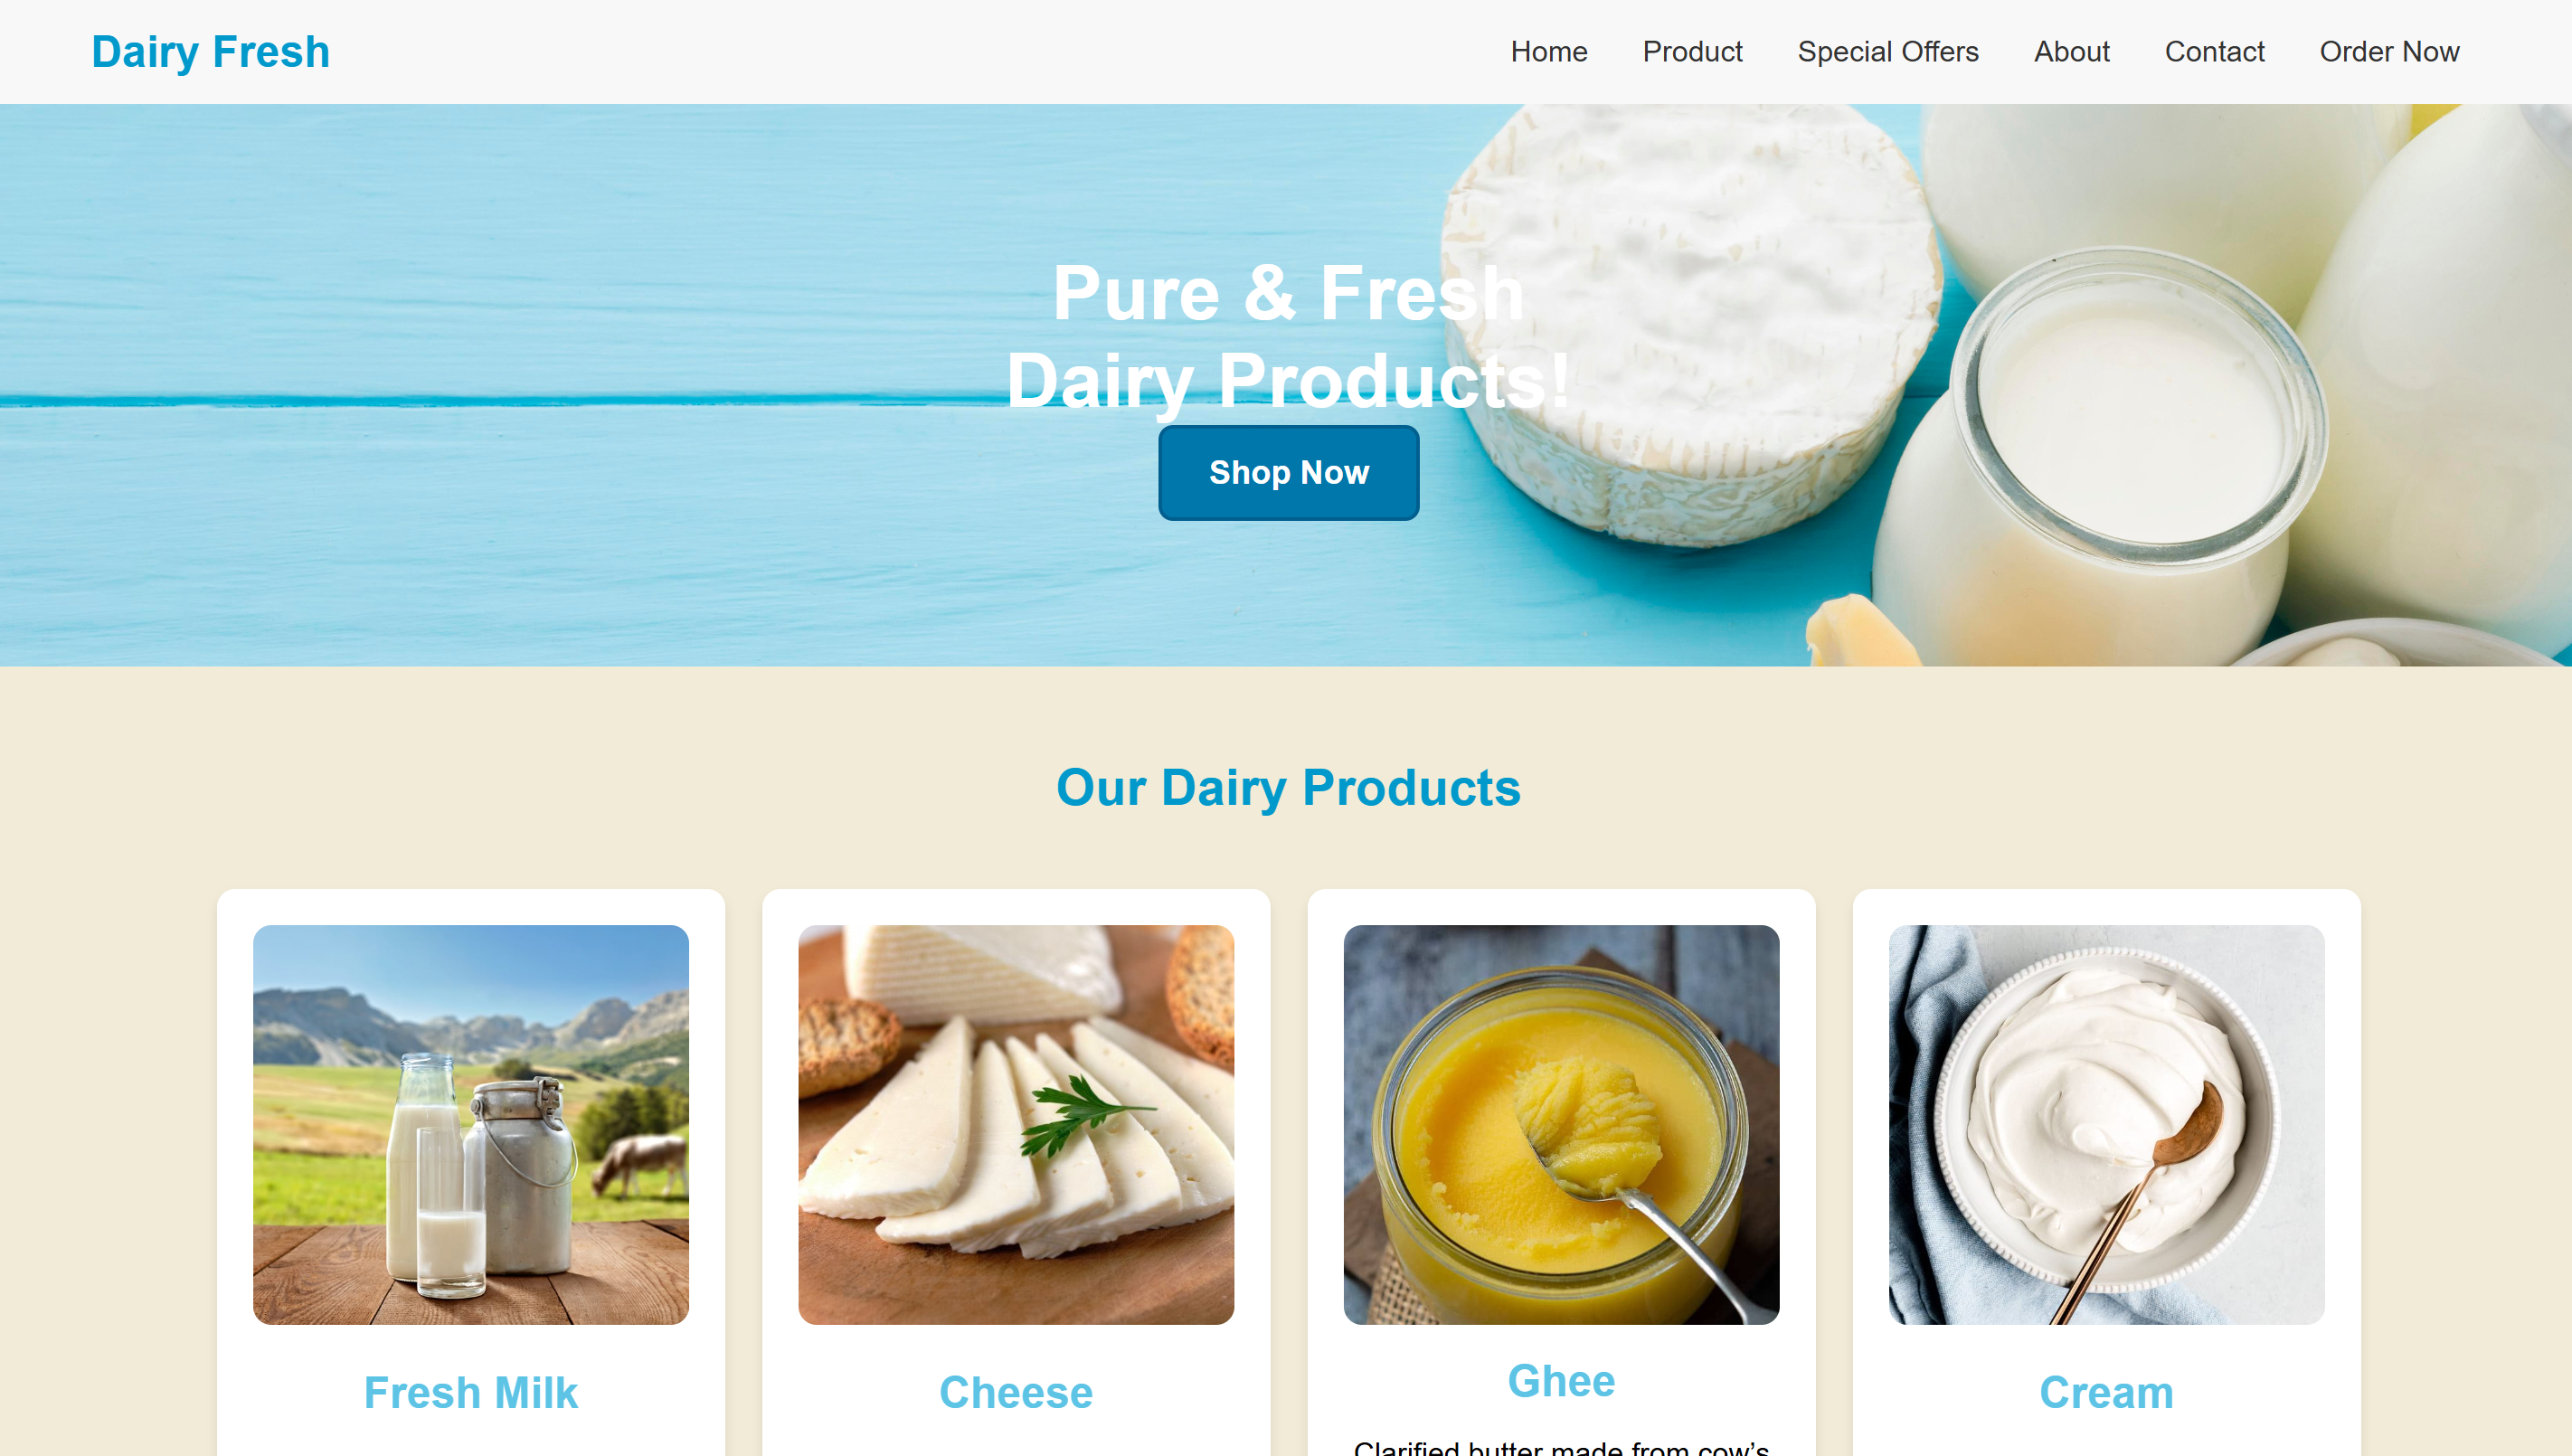 Dairy Fresh
Home Product Special Offers About Contact Order Now
Pure & Fresh
Dairy Products!
Shop Now
Our Dairy Products
Fresh Milk
Cheese
Ghee
Cream
Clarified butter made from cow’s